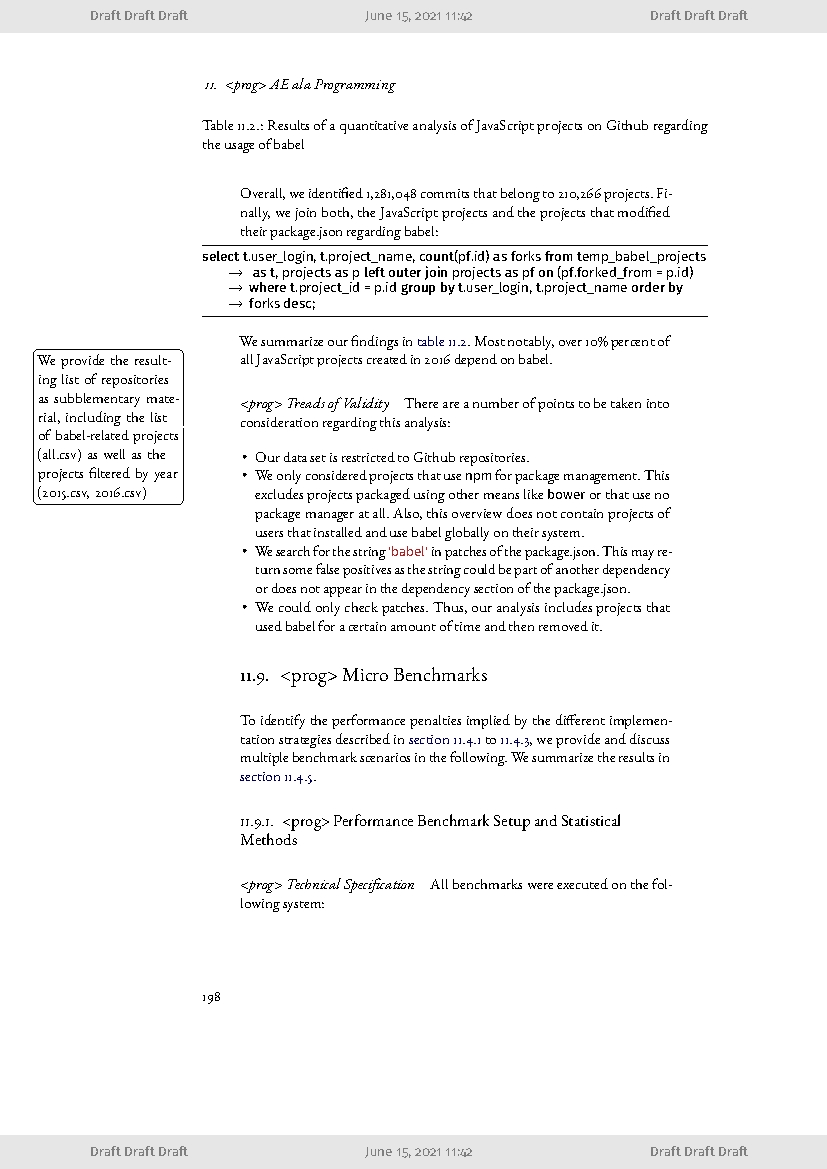 Draft Draft Draft June 15, 2021 11:42 Draft Draft Draft
11. <prog> AE ala Programming
Table 11.2.: Results of a quantitative analysis of JavaScript projects on Github regarding
the usage of babel
Overall, we identified 1,281,048 commits that belong to 210,266 projects. Fi-
nally, we join both, the JavaScript projects and the projects that modified
their package.json regarding babel:
select t.user_login, t.project_name, count(pf.id) as forks from temp_babel_projects
→ as t, projects as p left outer join projects as pf on (pf.forked_from = p.id)
→ where t.project_id = p.id group by t.user_login, t.project_name order by
→ forks desc;
We summarize our findings in table 11.2. Most notably, over 10% percent of
all JavaScript projects created in 2016 depend on babel.
We provide the result-
ing list of repositories
as subblementary mate-
rial, including the list
of babel-related projects
(all.csv) as well as the
projects filtered by year
(2015.csv, 2016.csv)
<prog> Treads of Validity There are a number of points to be taken into
consideration regarding this analysis:
• Our data set is restricted to Github repositories.
• We only considered projects that use npm for package management. This
excludes projects packaged using other means like bower or that use no
package manager at all. Also, this overview does not contain projects of
users that installed and use babel globally on their system.
• We search for the string 'babel' in patches of the package.json. This may re-
turn some false positives as the string could be part of another dependency
or does not appear in the dependency section of the package.json.
• We could only check patches. Thus, our analysis includes projects that
used babel for a certain amount of time and then removed it.
11.9. <prog> Micro Benchmarks
To identify the performance penalties implied by the different implemen-
tation strategies described in section 11.4.1 to 11.4.3, we provide and discuss
multiple benchmark scenarios in the following. We summarize the results in
section 11.4.5.
11.9.1. <prog> Performance Benchmark Setup and Statistical
Methods
<prog> Technical Specification All benchmarks were executed on the fol-
lowing system:
198
Draft Draft Draft June 15, 2021 11:42 Draft Draft Draft